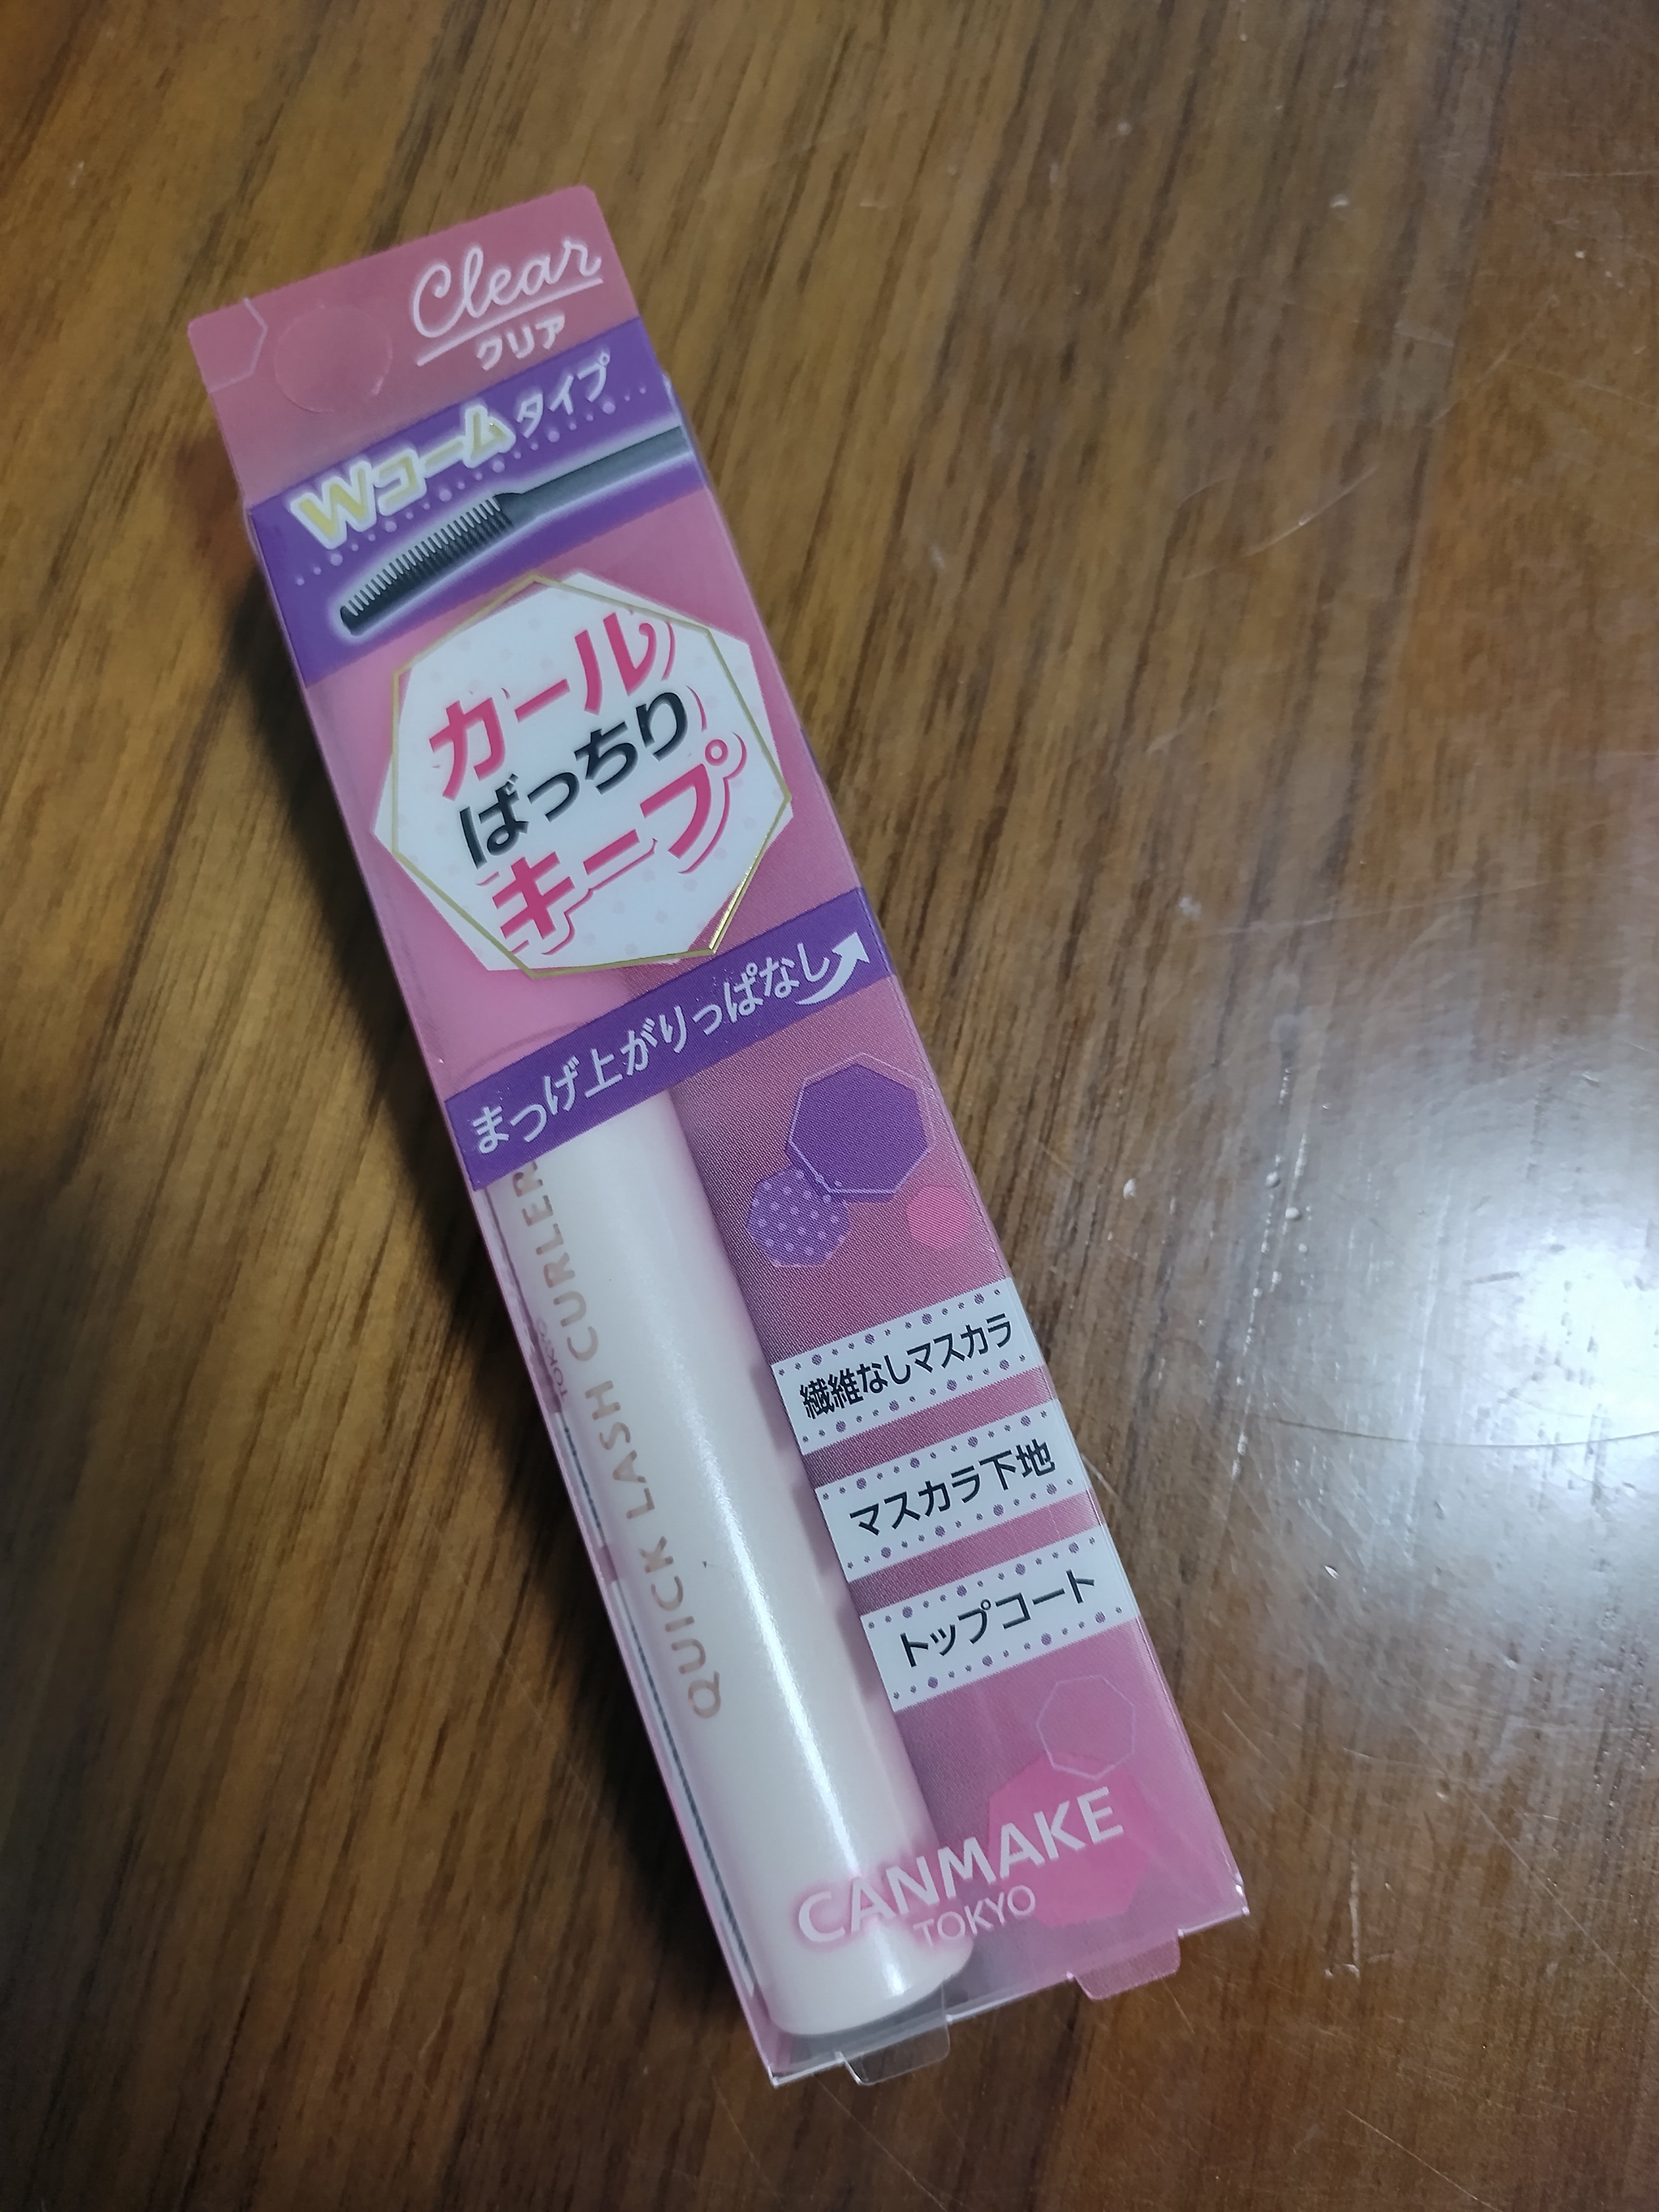 Clear
クリア
Wコームタイプ
カール
ばっちり
キープ
まつげ上がりっぱなし
QUICK LASH CURLER
繊維なしマスカラ
マスカラ下地
トップコート
CANMAKE
TOKYO